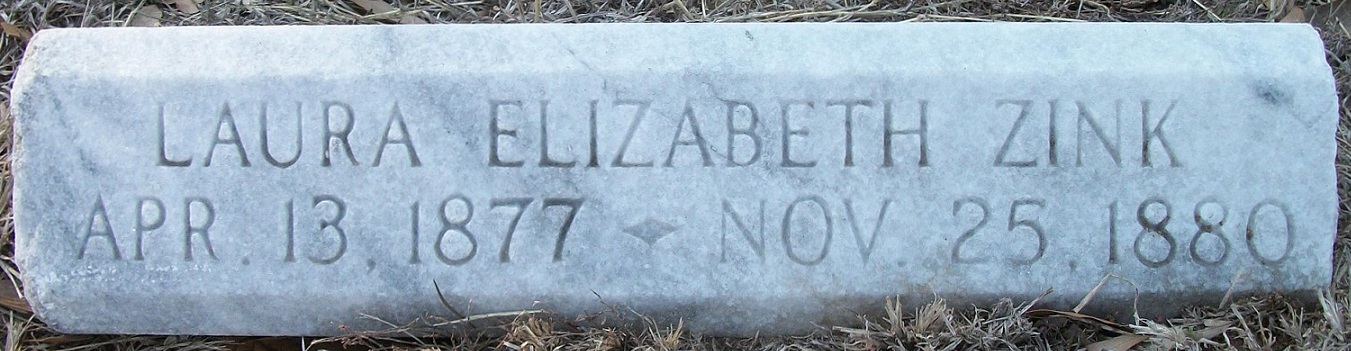 LAURA ELIZABETH ZINK
APR. 13, 1877 ✦ NOV. 25, 1880